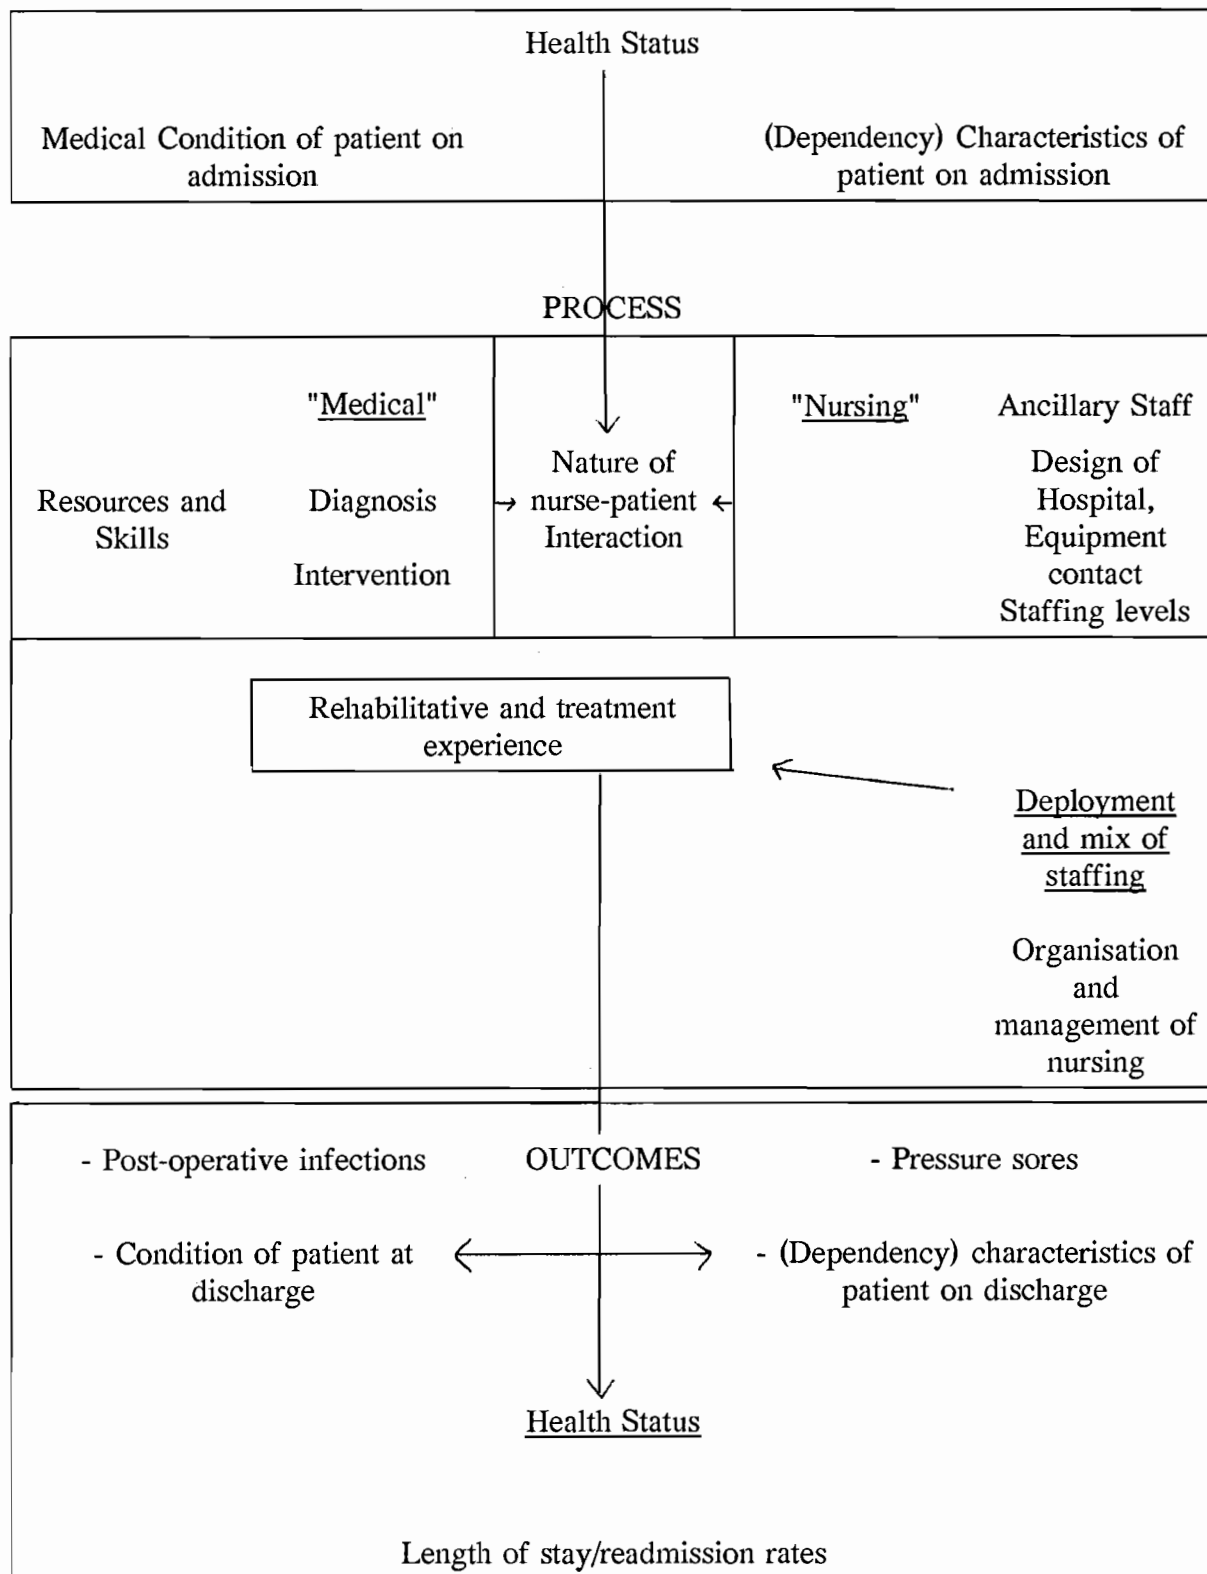 Health Status
Medical Condition of patient on
admission
(Dependency) Characteristics of
patient on admission
PROCESS
"Medical"
"Nursing"
Ancillary Staff
Resources and
Skills
Diagnosis
Intervention
Nature of
nurse-patient
Interaction
Design of
Hospital,
Equipment
contact
Staffing levels
Rehabilitative and treatment
experience
Deployment
and mix of
staffing
Organisation
and
management of
nursing
- Post-operative infections
OUTCOMES
- Pressure sores
- Condition of patient at
discharge
- (Dependency) characteristics of
patient on discharge
Health Status
Length of stay/readmission rates